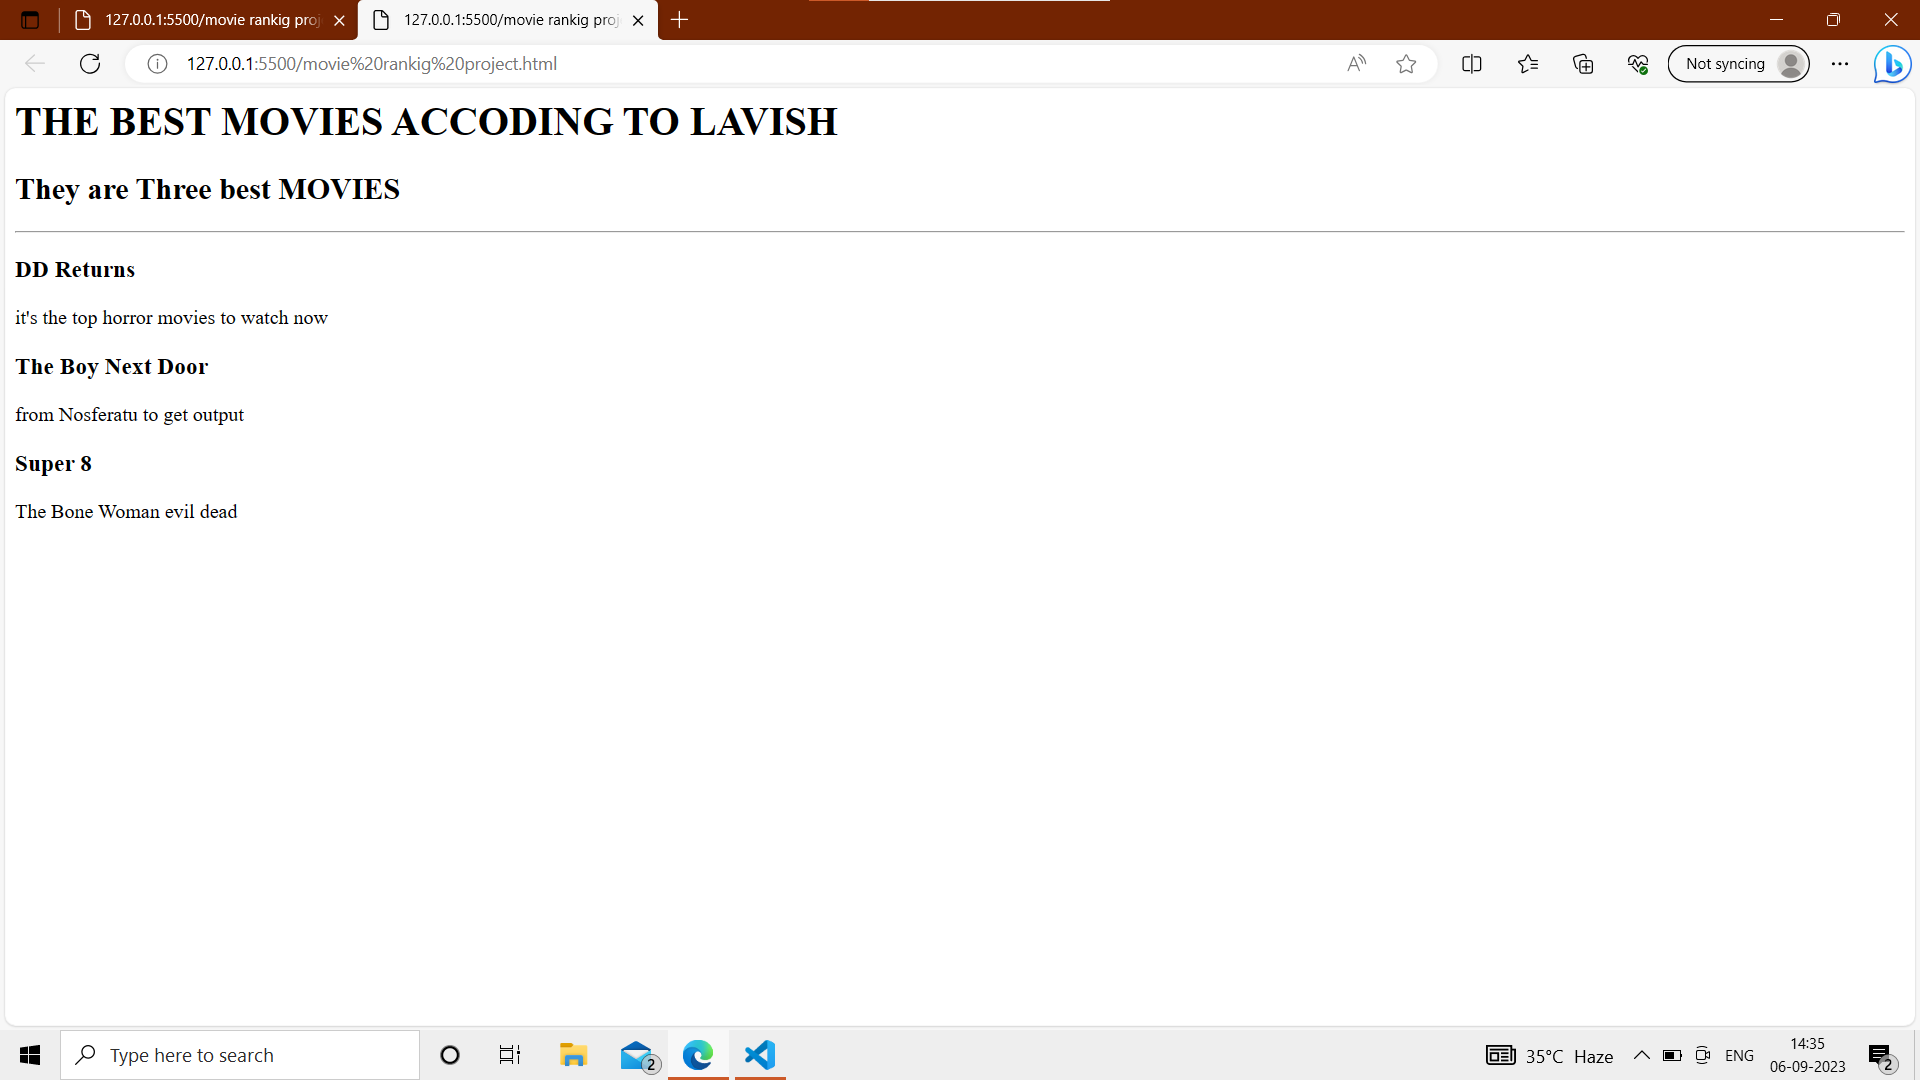 127.0.0.1:5500/movie rankig proj
127.0.0.1:5500/movie rankig proj
127.0.0.1:5500/movie%20rankig%20project.html
Not syncing
THE BEST MOVIES ACCODING TO LAVISH
They are Three best MOVIES
DD Returns
it's the top horror movies to watch now
The Boy Next Door
from Nosferatu to get output
Super 8
The Bone Woman evil dead
Type here to search
2
35°C Haze
ENG
14:35
06-09-2023
2